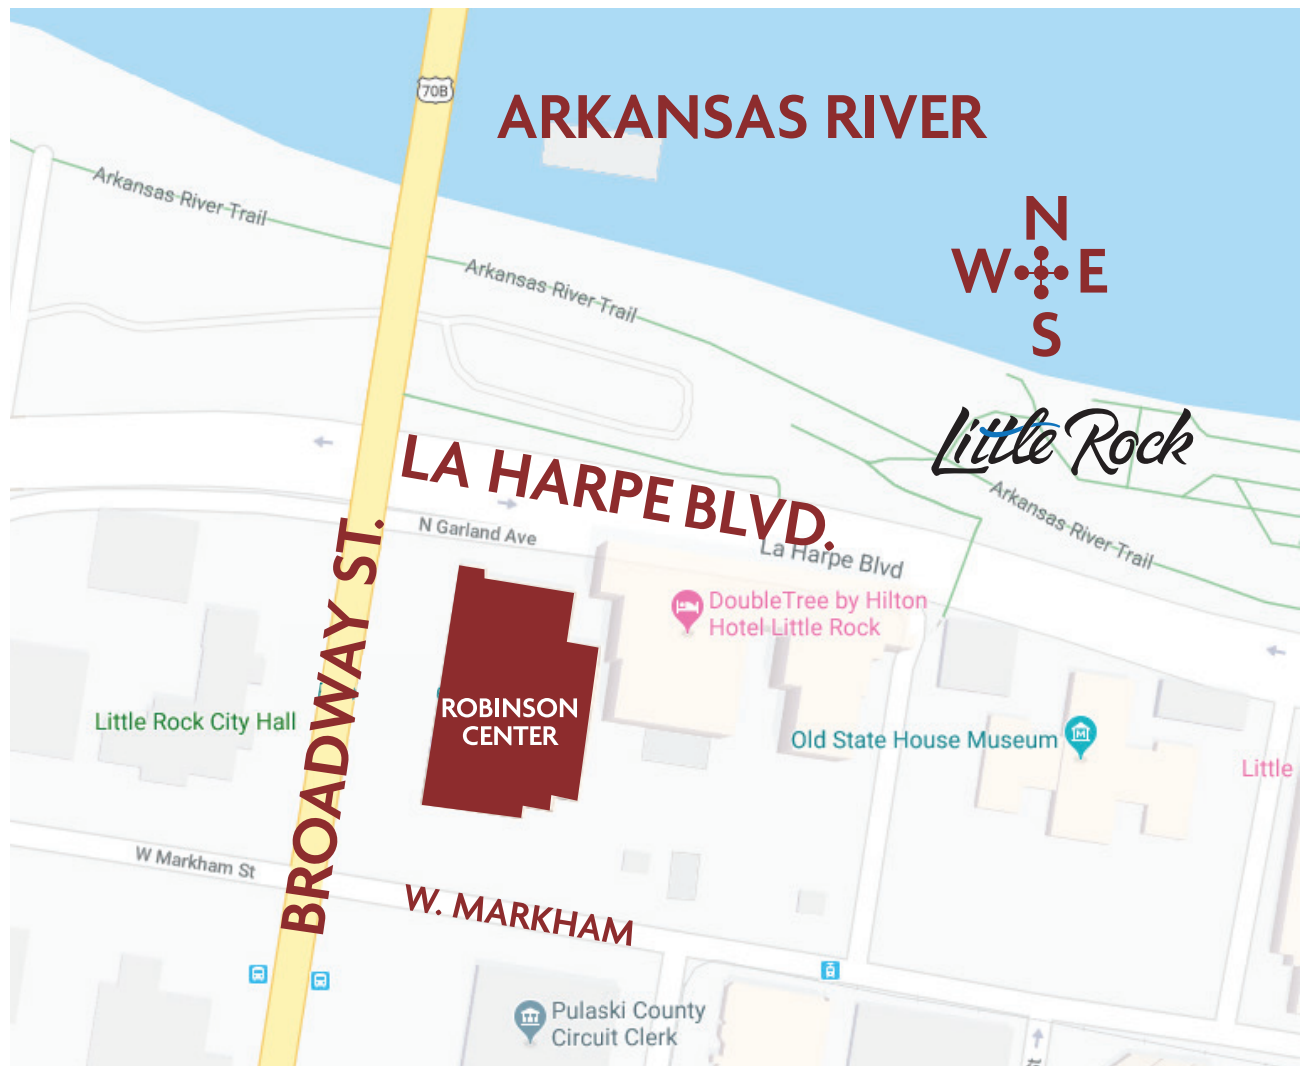 70B
ARKANSAS RIVER
Arkansas River Trail
N
W E
S
Arkansas River Trail
Little Rock
LA HARPE BLVD.
Arkansas River Trail
N Garland Ave
La Harpe Blvd
BROADWAY ST.
DoubleTree by Hilton
Hotel Little Rock
ROBINSON
CENTER
Little Rock City Hall
Old State House Museum
M
Little
W Markham St
W. MARKHAM
Pulaski County
Circuit Clerk